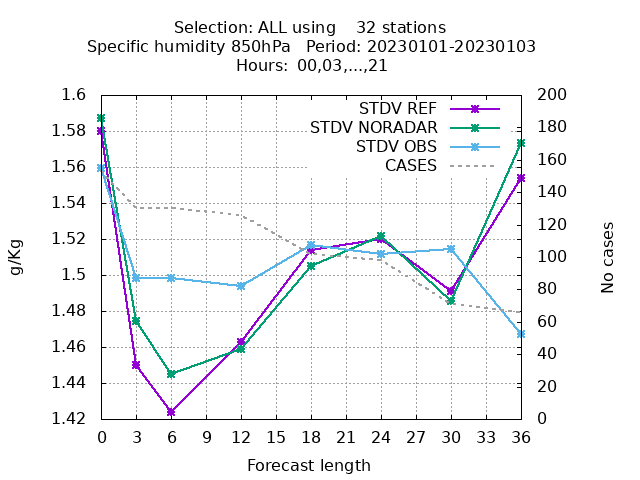 Selection: ALL using    32 stations
Specific humidity 850hPa   Period: 20230101-20230103
Hours: 00,03,...,21
STDV REF
STDV NORADAR
STDV OBS
CASES
1.6
1.58
1.56
1.54
1.52
1.5
1.48
1.46
1.44
1.42
g/Kg
200
180
160
140
120
100
80
60
40
20
0
No cases
0 3 6 9 12 15 18 21 24 27 30 33 36
Forecast length